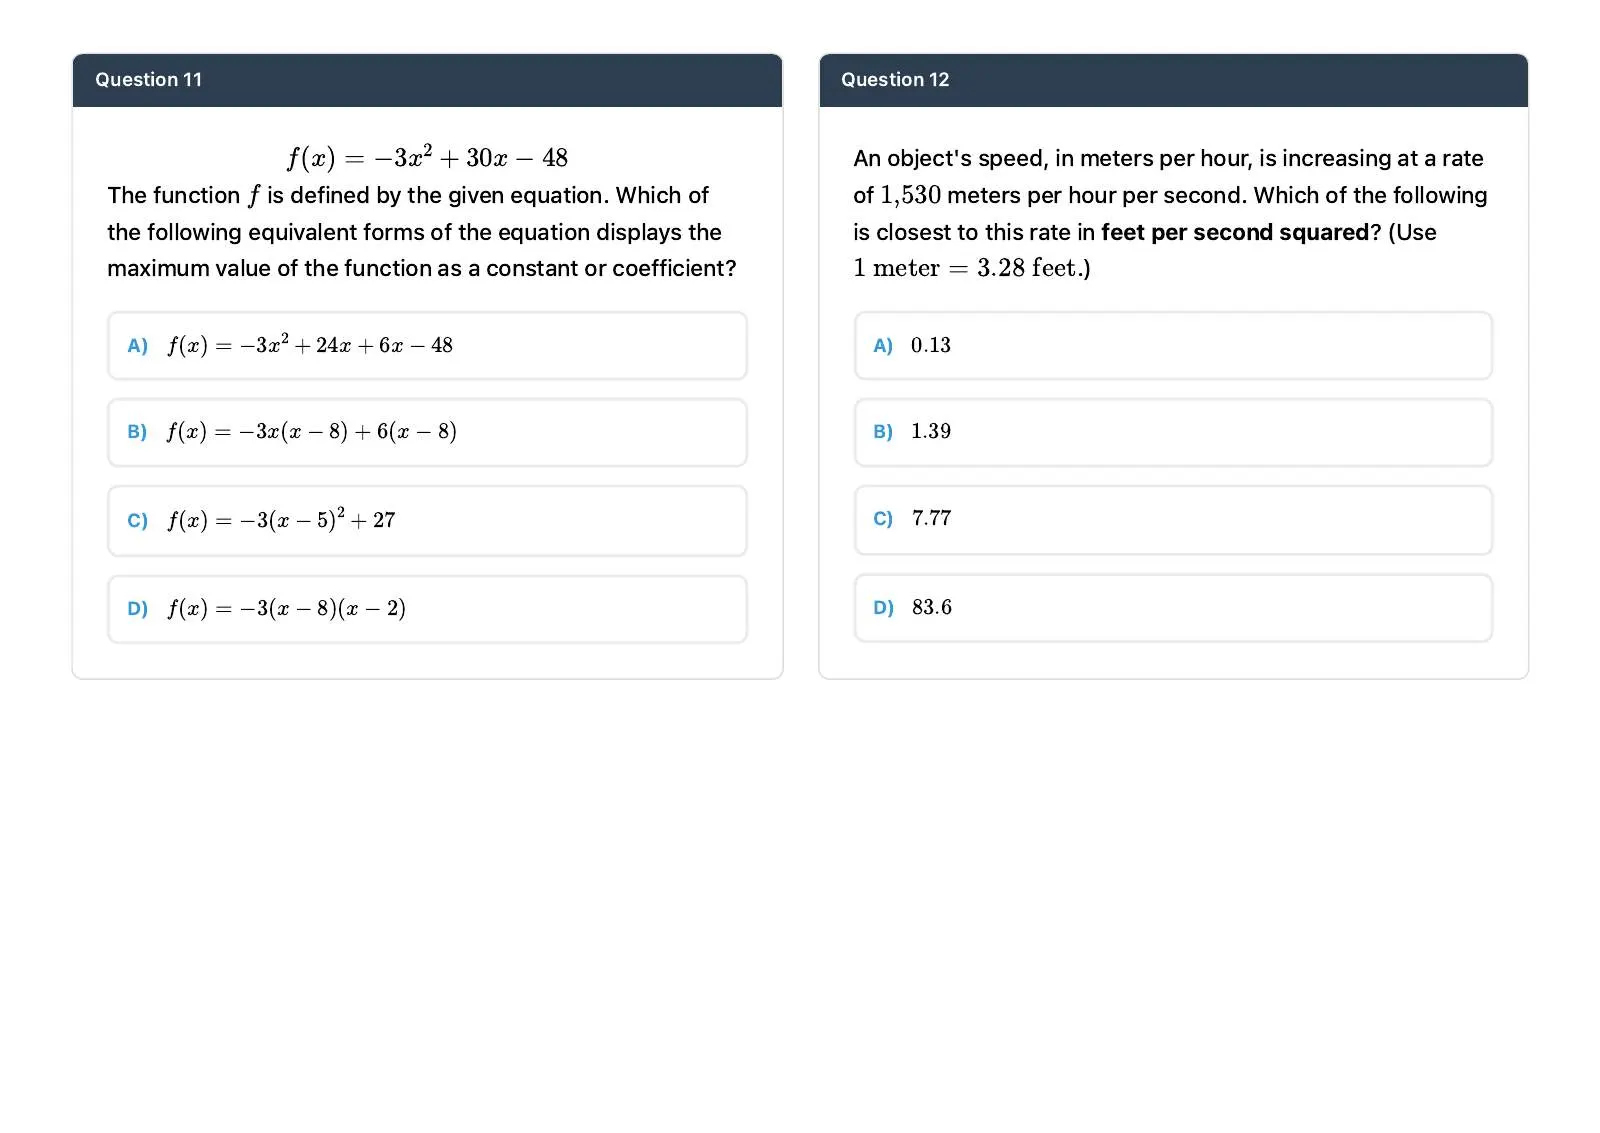 Question 11
f(x) = −3x² + 30x − 48
The function f is defined by the given equation. Which of
the following equivalent forms of the equation displays the
maximum value of the function as a constant or coefficient?
A) f(x) = −3x² + 24x + 6x − 48
B) f(x) = −3x(x − 8) + 6(x − 8)
C) f(x) = −3(x − 5)² + 27
D) f(x) = −3(x − 8)(x − 2)
Question 12
An object's speed, in meters per hour, is increasing at a rate
of 1,530 meters per hour per second. Which of the following
is closest to this rate in feet per second squared? (Use
1 meter = 3.28 feet.)
A) 0.13
B) 1.39
C) 7.77
D) 83.6